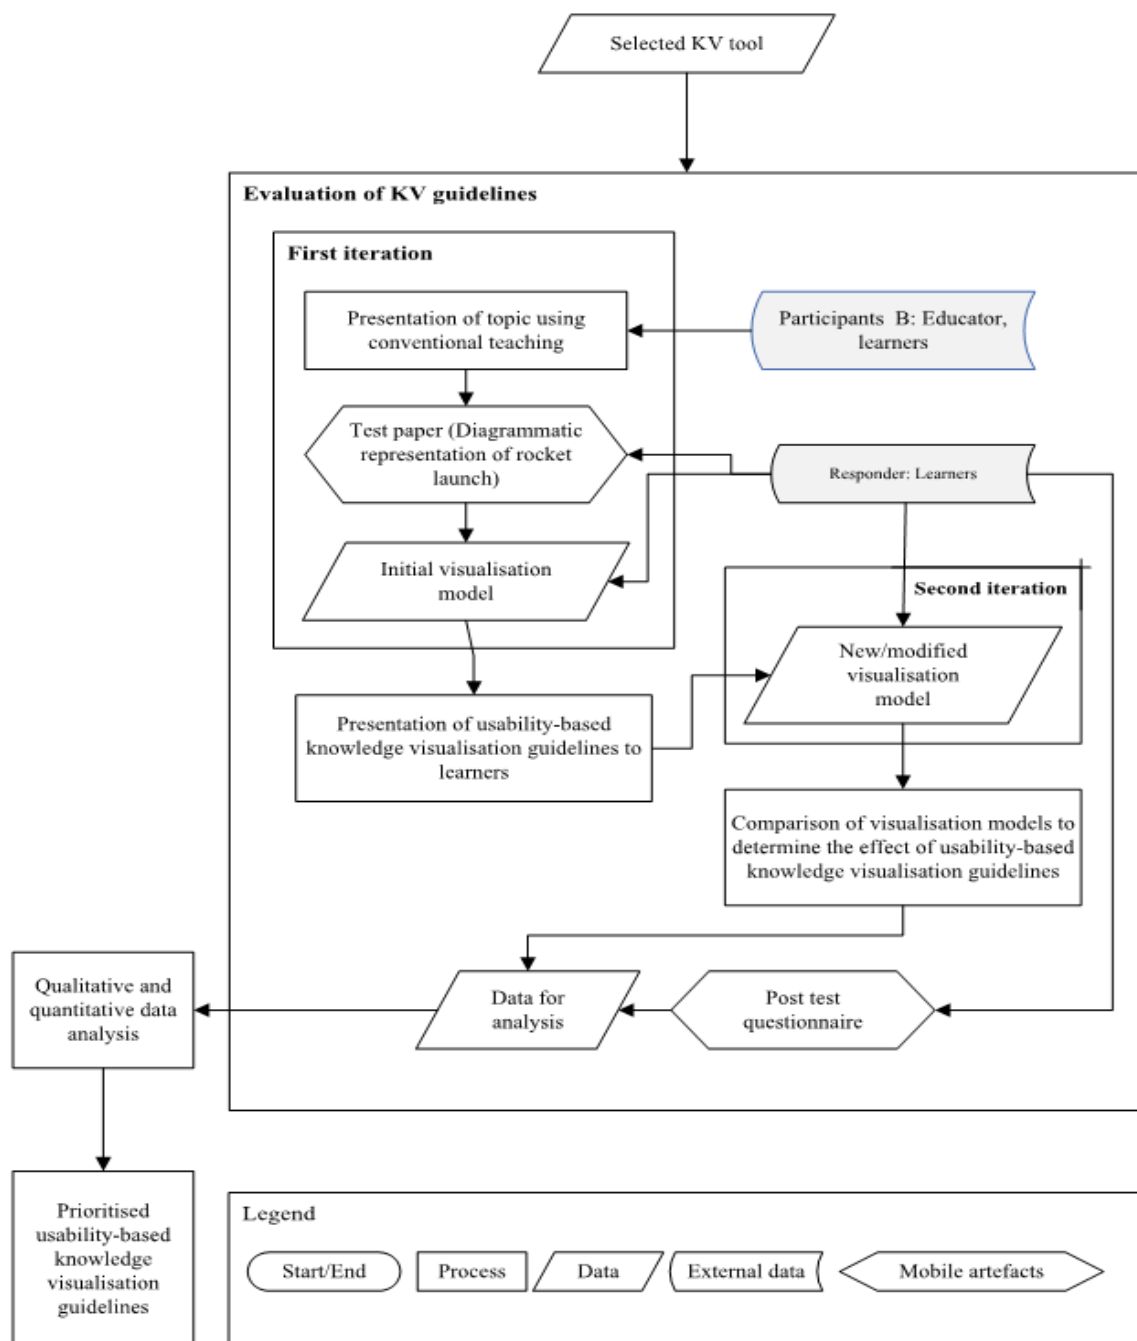 Selected KV tool
Evaluation of KV guidelines
First iteration
Presentation of topic using
conventional teaching
Participants B: Educator,
learners
Test paper (Diagrammatic
representation of rocket
launch)
Responder: Learners
Initial visualisation
model
Second iteration
New/modified
visualisation
model
Presentation of usability-based
knowledge visualisation guidelines to
learners
Comparison of visualisation models to
determine the effect of usability-based
knowledge visualisation guidelines
Qualitative and
quantitative data
analysis
Data for
analysis
Post test
questionnaire
Prioritised
usability-based
knowledge
visualisation
guidelines
Legend
Start/End
Process
Data
External data
Mobile artefacts